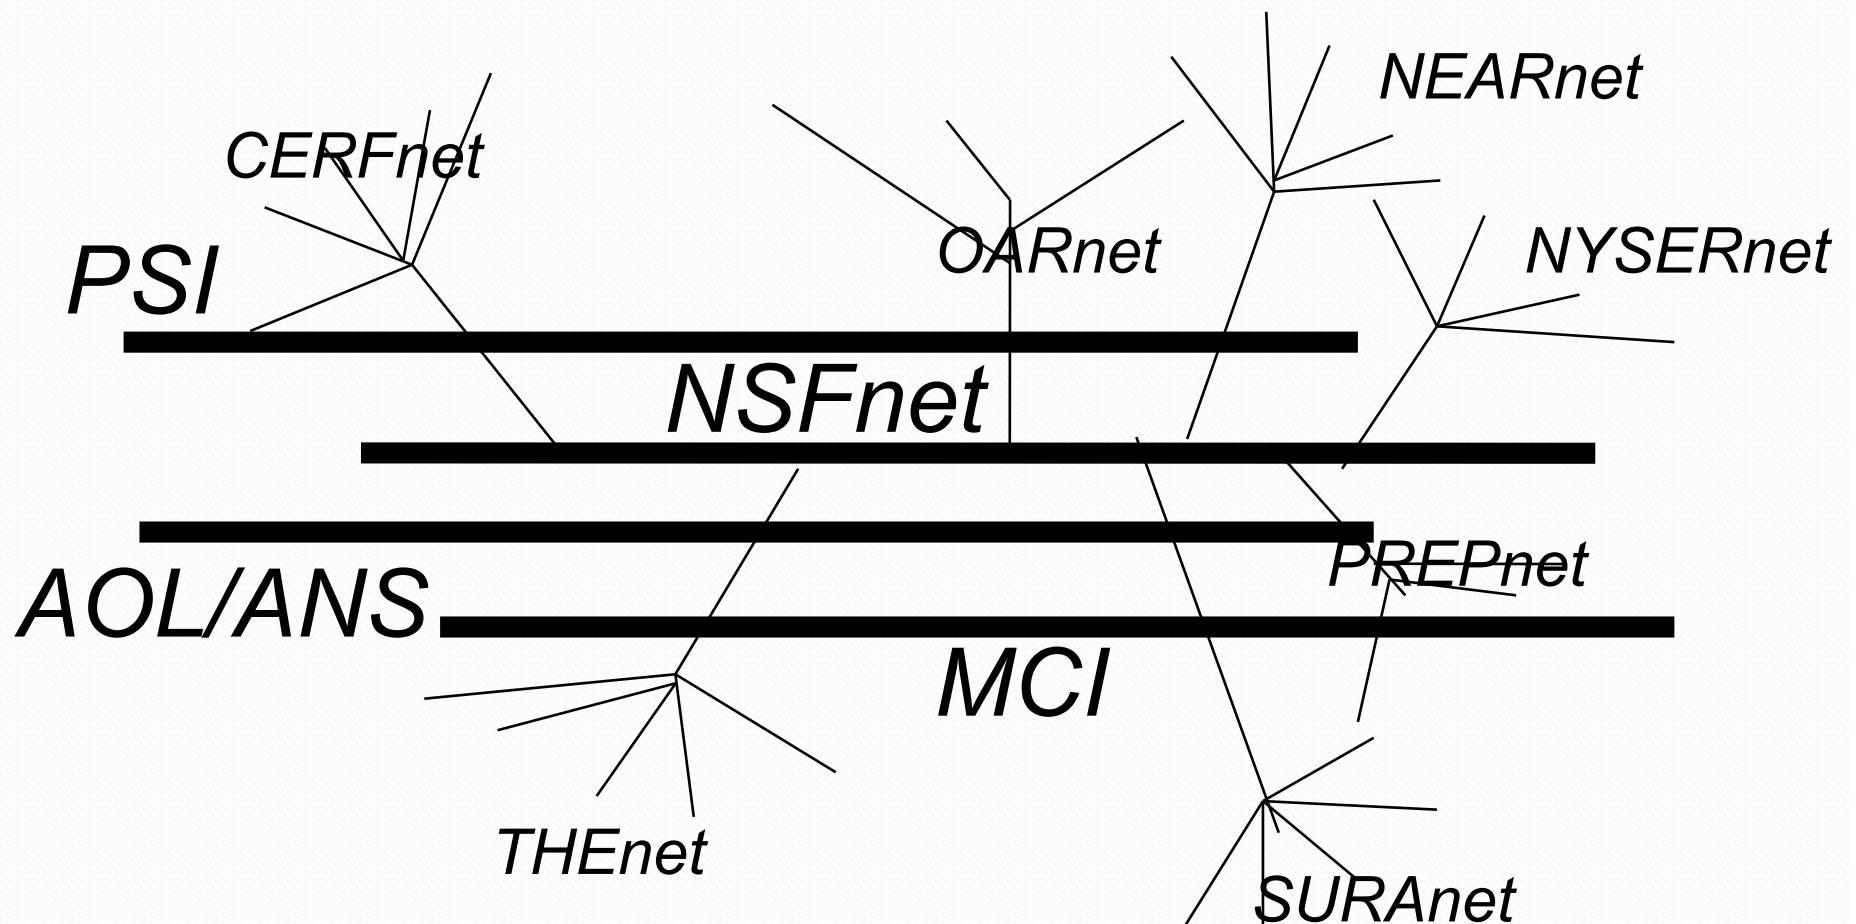 NEARnet
CERFnet
OARnet
NYSERnet
PSI
NSFnet
PREPnet
AOL/ANS
MCI
THEnet
SURAnet